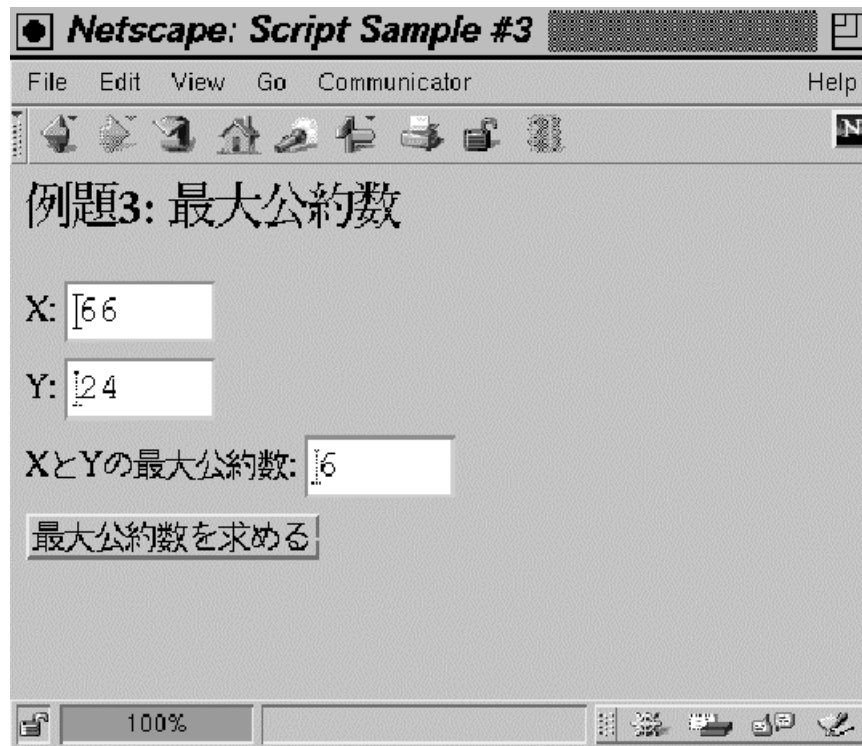 Netscape: Script Sample #3
File Edit View Go Communicator Help
N
例題3: 最大公約数
X: 66
Y: 24
XとYの最大公約数: 6
最大公約数を求める
100%